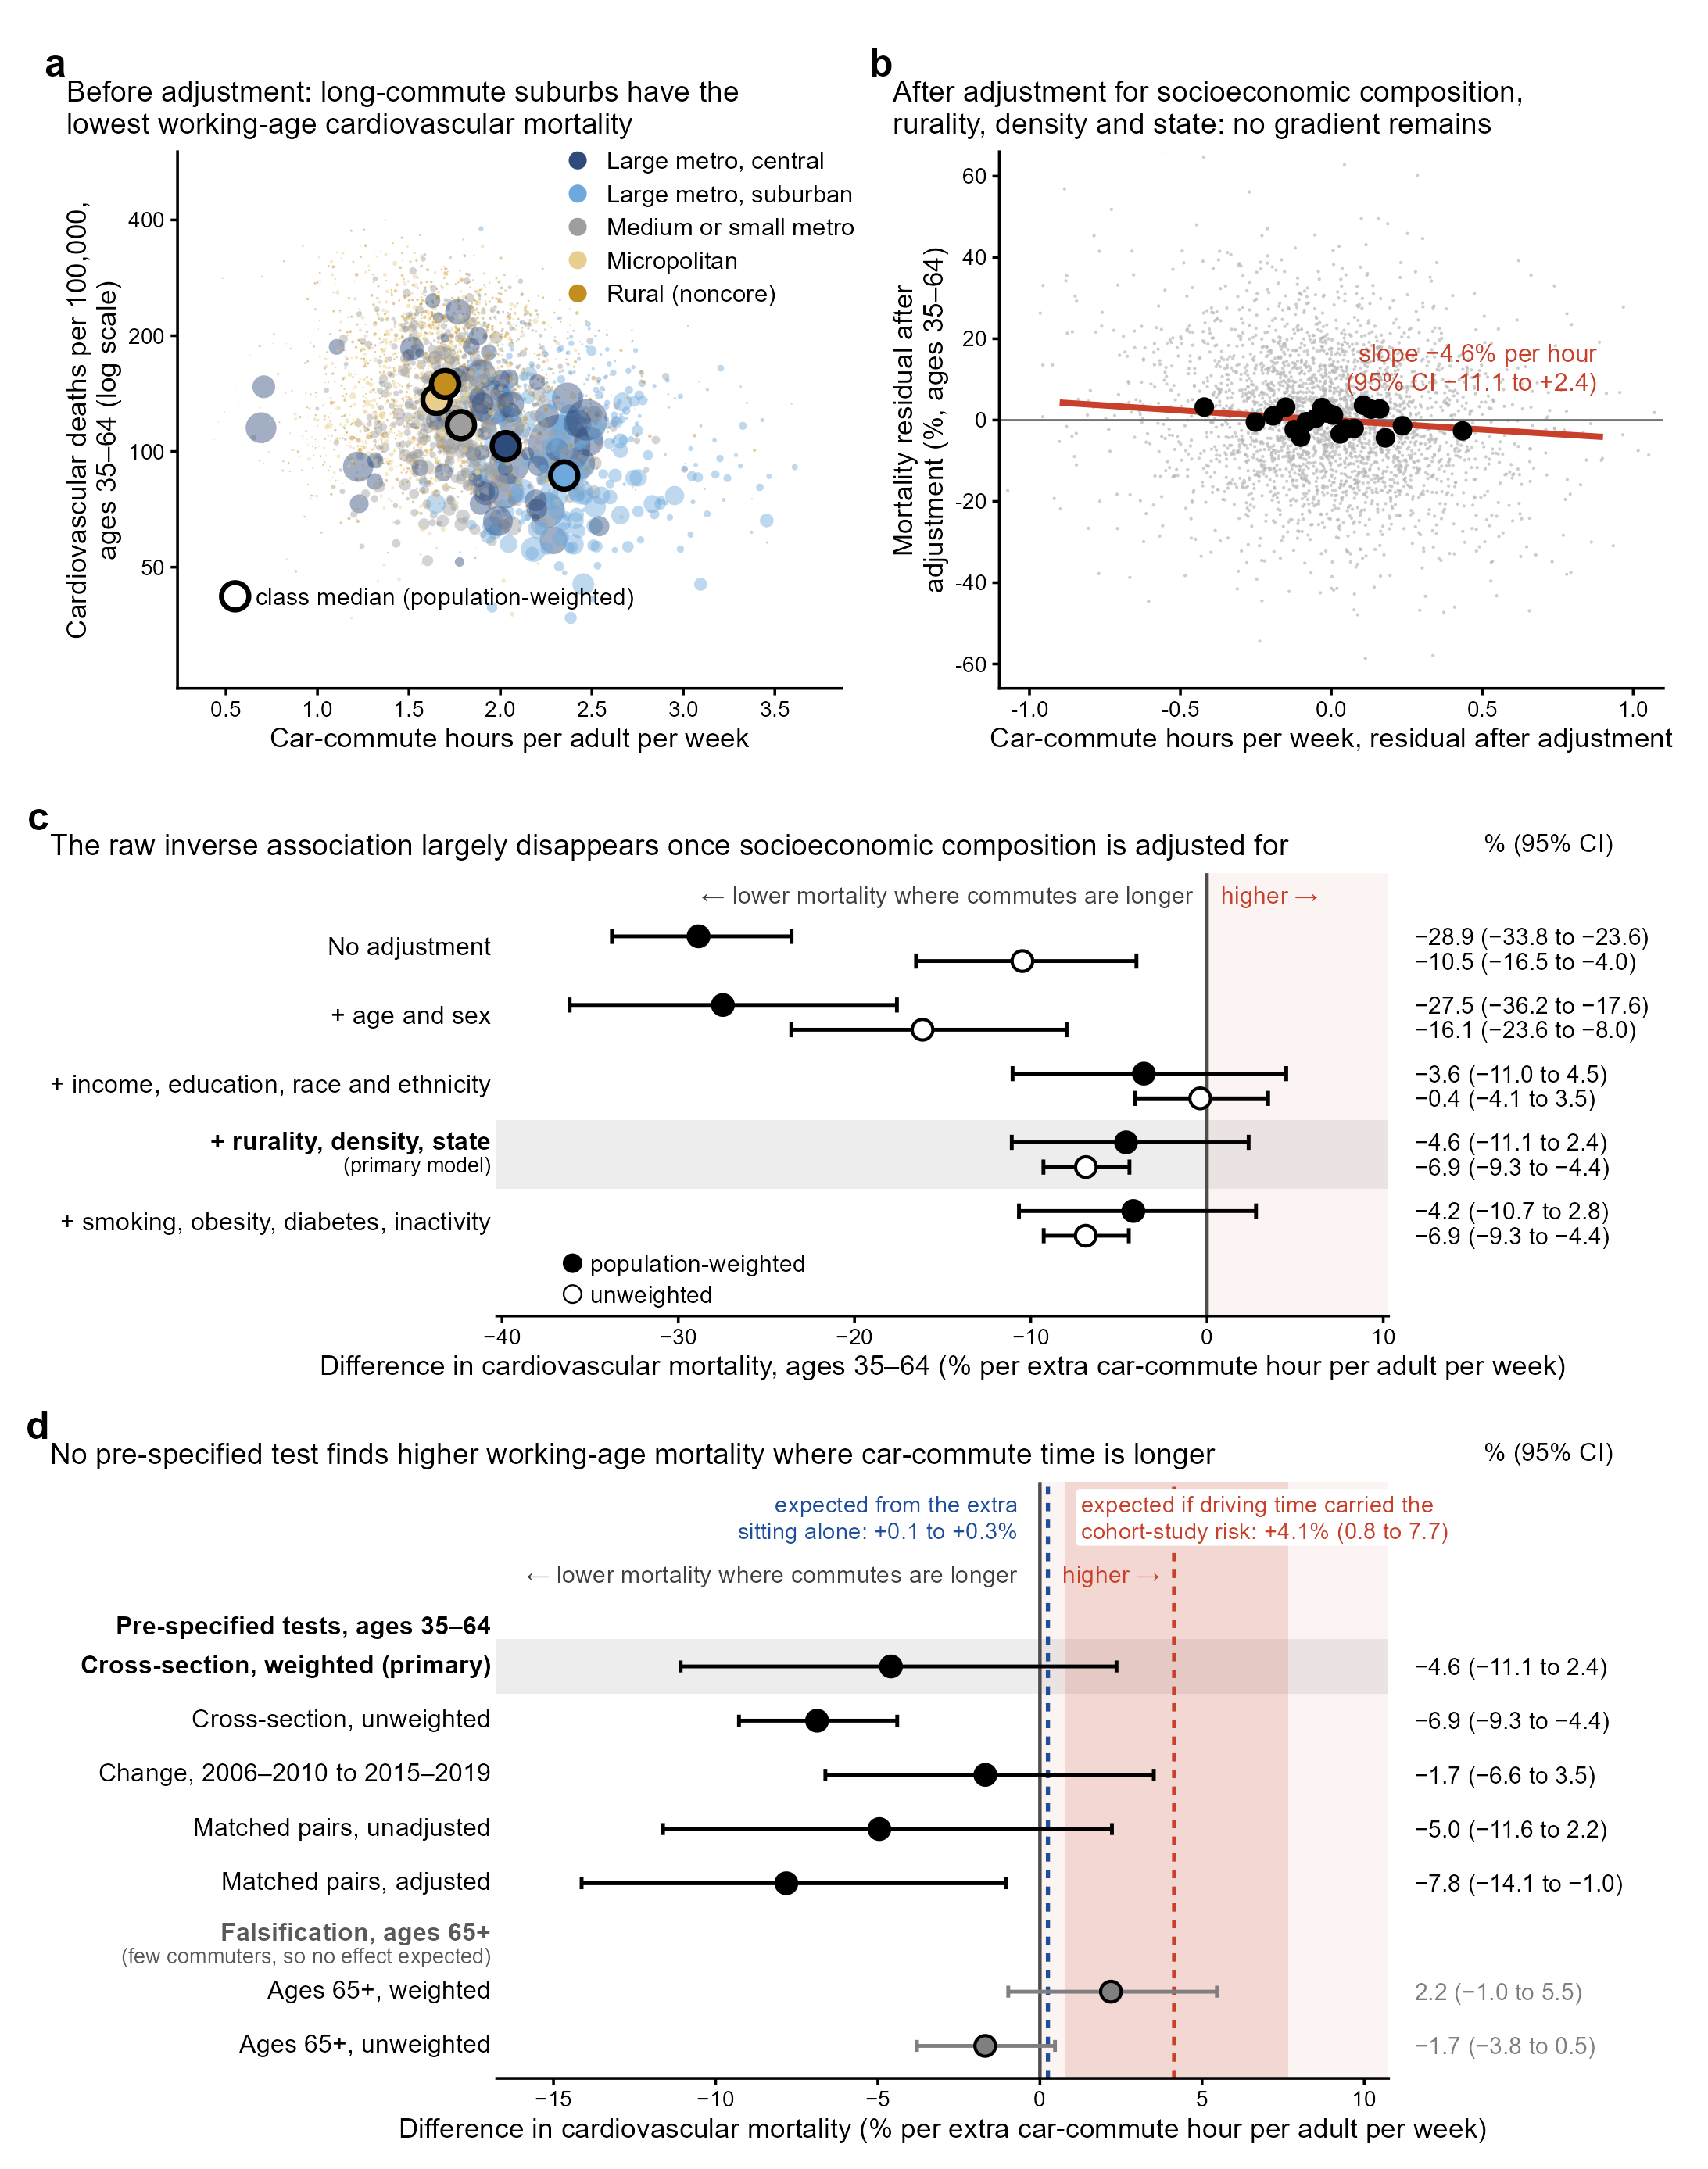 a
Before adjustment: long-commute suburbs have the
lowest working-age cardiovascular mortality
Large metro, central
Large metro, suburban
Medium or small metro
Micropolitan
Rural (noncore)
Cardiovascular deaths per 100,000,
ages 35–64 (log scale)
400
200
100
50
class median (population-weighted)
0.5
1.0
1.5
2.0
2.5
3.0
3.5
Car-commute hours per adult per week
b
After adjustment for socioeconomic composition,
rurality, density and state: no gradient remains
Mortality residual after
adjustment (%, ages 35–64)
60
40
20
0
-20
-40
-60
slope −4.6% per hour
(95% CI −11.1 to +2.4)
-1.0
-0.5
0.0
0.5
1.0
Car-commute hours per week, residual after adjustment
c
The raw inverse association largely disappears once socioeconomic composition is adjusted for
% (95% CI)
← lower mortality where commutes are longer
higher →
No adjustment
−28.9 (−33.8 to −23.6)
−10.5 (−16.5 to −4.0)
+ age and sex
−27.5 (−36.2 to −17.6)
−16.1 (−23.6 to −8.0)
+ income, education, race and ethnicity
−3.6 (−11.0 to 4.5)
−0.4 (−4.1 to 3.5)
+ rurality, density, state
(primary model)
−4.6 (−11.1 to 2.4)
−6.9 (−9.3 to −4.4)
+ smoking, obesity, diabetes, inactivity
−4.2 (−10.7 to 2.8)
−6.9 (−9.3 to −4.4)
population-weighted
unweighted
−40
−30
−20
−10
0
10
Difference in cardiovascular mortality, ages 35–64 (% per extra car-commute hour per adult per week)
d
No pre-specified test finds higher working-age mortality where car-commute time is longer
% (95% CI)
expected from the extra
sitting alone: +0.1 to +0.3%
expected if driving time carried the
cohort-study risk: +4.1% (0.8 to 7.7)
← lower mortality where commutes are longer
higher →
Pre-specified tests, ages 35–64
Cross-section, weighted (primary)
−4.6 (−11.1 to 2.4)
Cross-section, unweighted
−6.9 (−9.3 to −4.4)
Change, 2006–2010 to 2015–2019
−1.7 (−6.6 to 3.5)
Matched pairs, unadjusted
−5.0 (−11.6 to 2.2)
Matched pairs, adjusted
−7.8 (−14.1 to −1.0)
Falsification, ages 65+
(few commuters, so no effect expected)
Ages 65+, weighted
2.2 (−1.0 to 5.5)
Ages 65+, unweighted
−1.7 (−3.8 to 0.5)
−15
−10
−5
0
5
10
Difference in cardiovascular mortality (% per extra car-commute hour per adult per week)